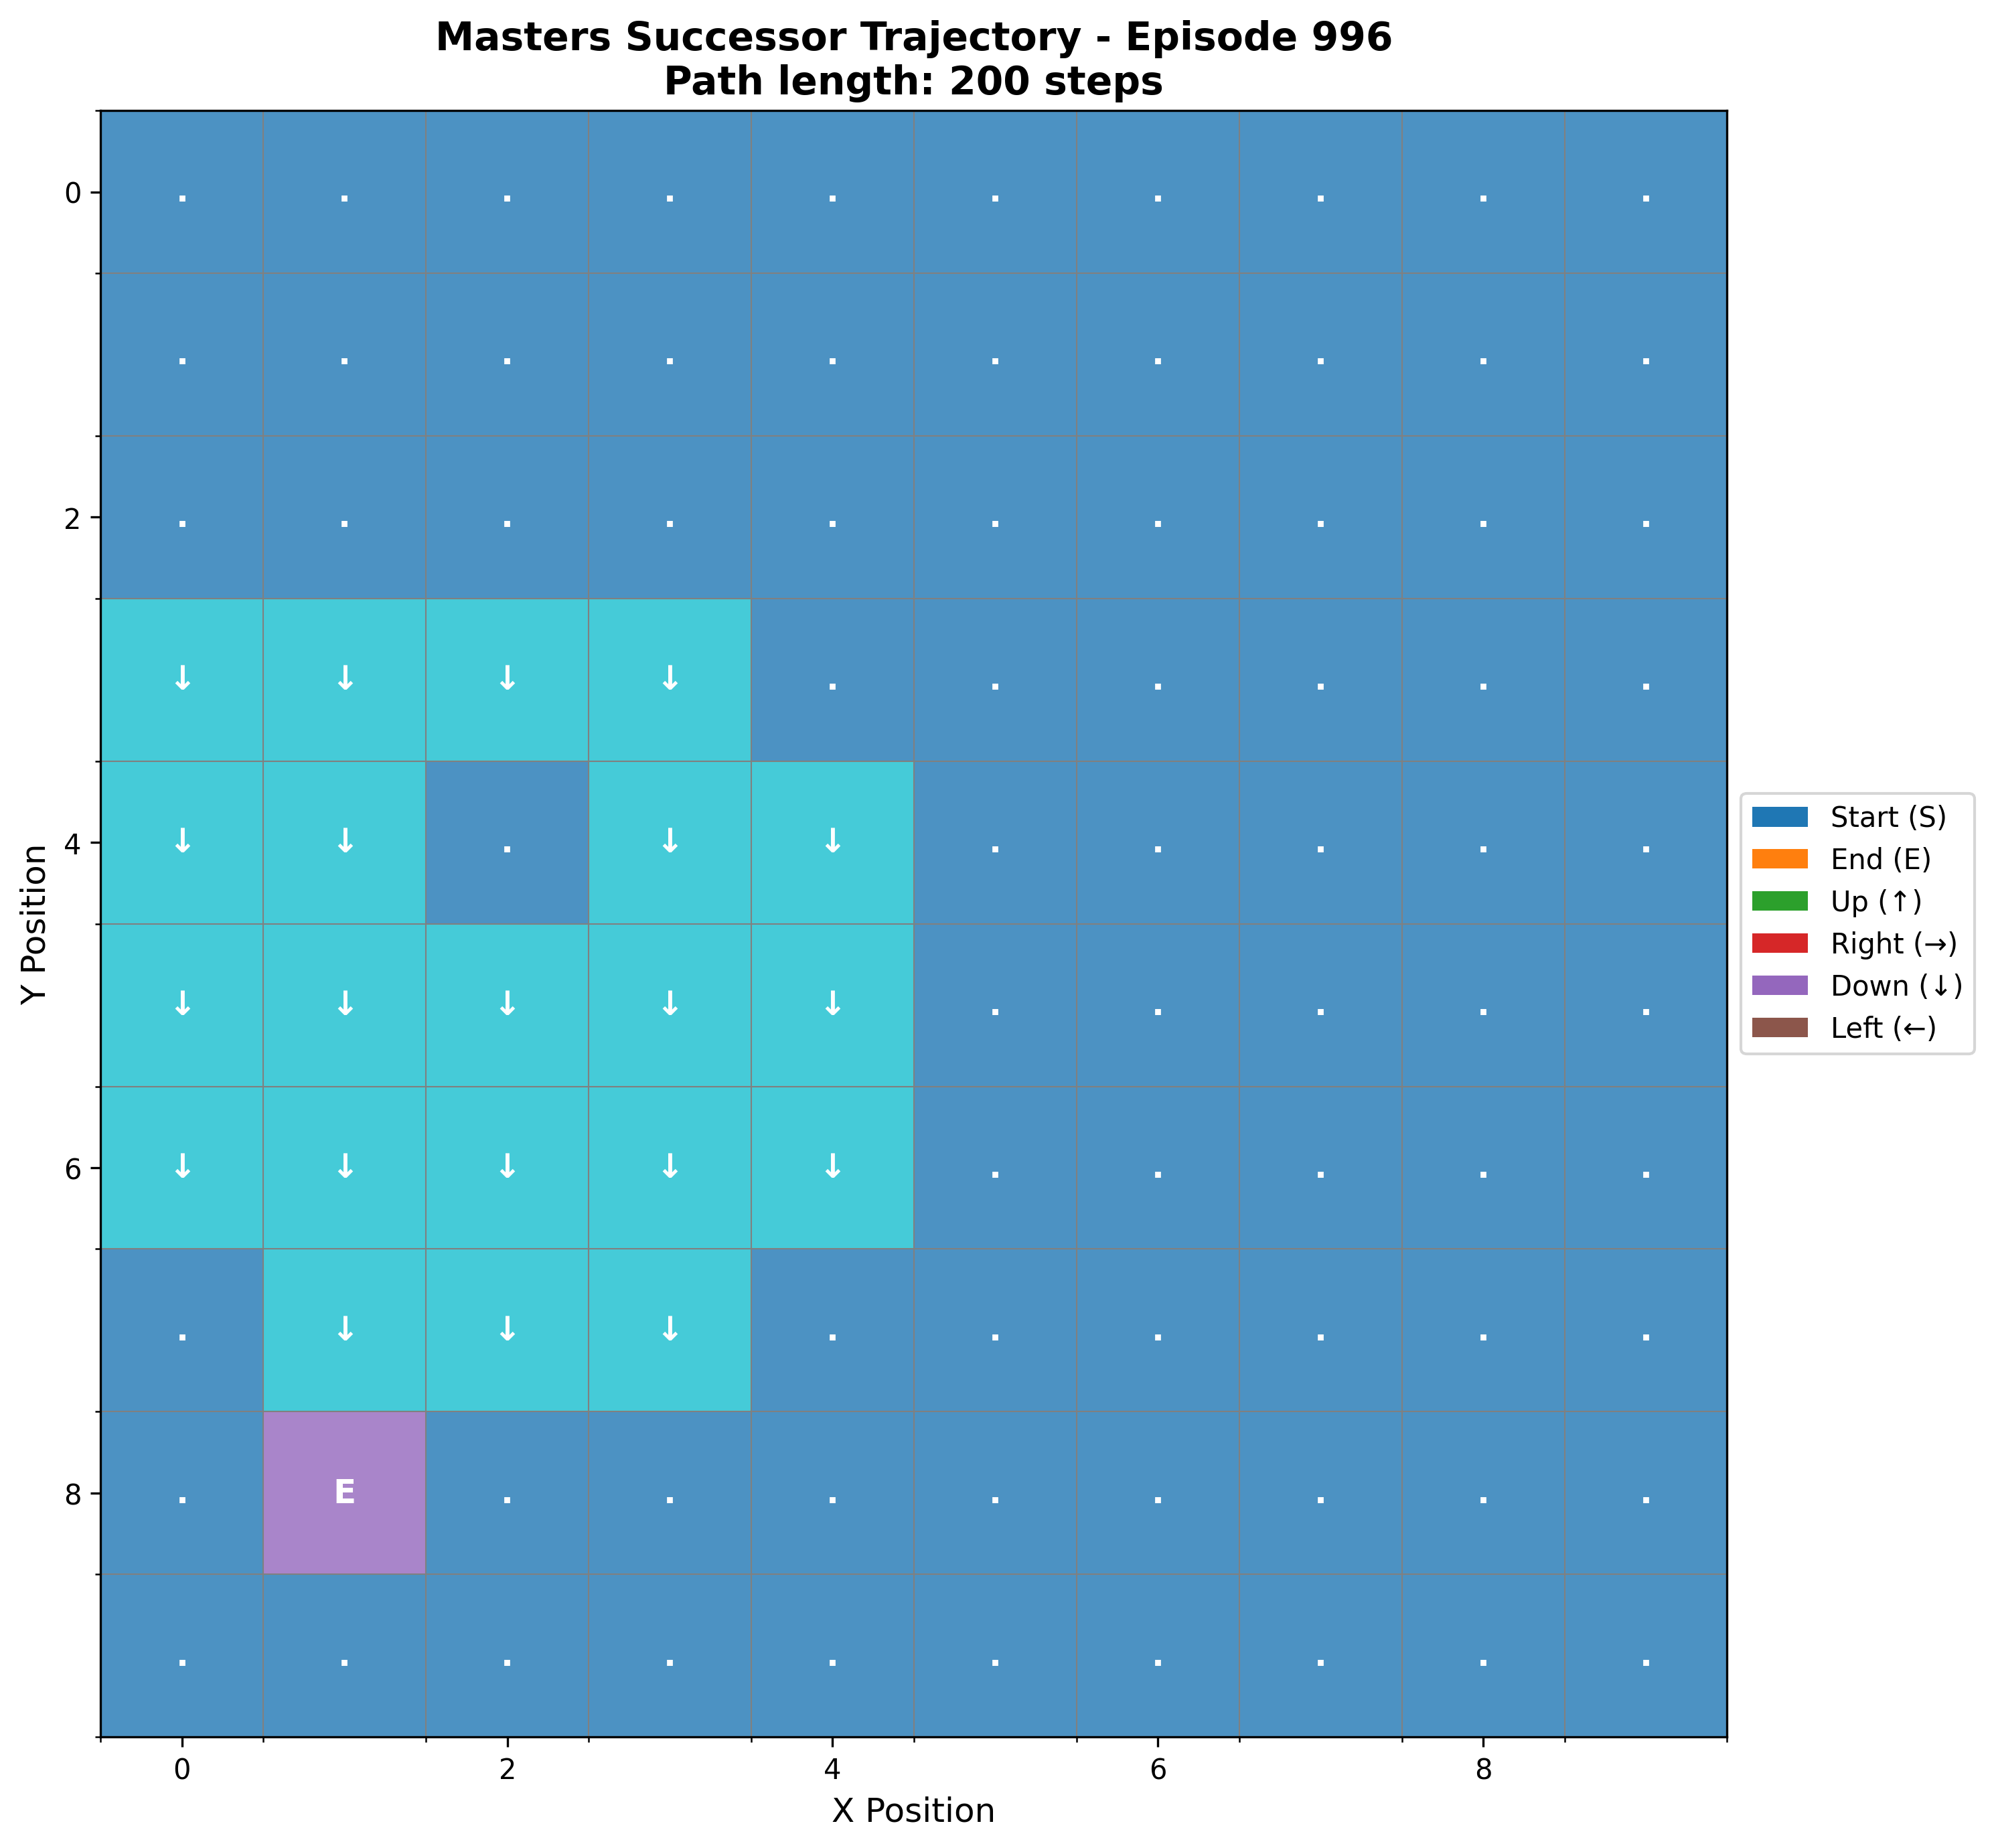 Masters Successor Trajectory - Episode 996
Path length: 200 steps
0 . . . . . . . . . .
. . . . . . . . . .
2 . . . . . . . . . .
↓ ↓ ↓ ↓ . . . . . .
4 ↓ ↓ . ↓ ↓ . . . . .
↓ ↓ ↓ ↓ ↓ . . . . .
6 ↓ ↓ ↓ ↓ ↓ . . . . .
. ↓ ↓ ↓ . . . . . .
8 . E . . . . . . . .
. . . . . . . . . .
0 2 4 6 8
X Position
Y Position
Start (S)
End (E)
Up (↑)
Right (→)
Down (↓)
Left (←)